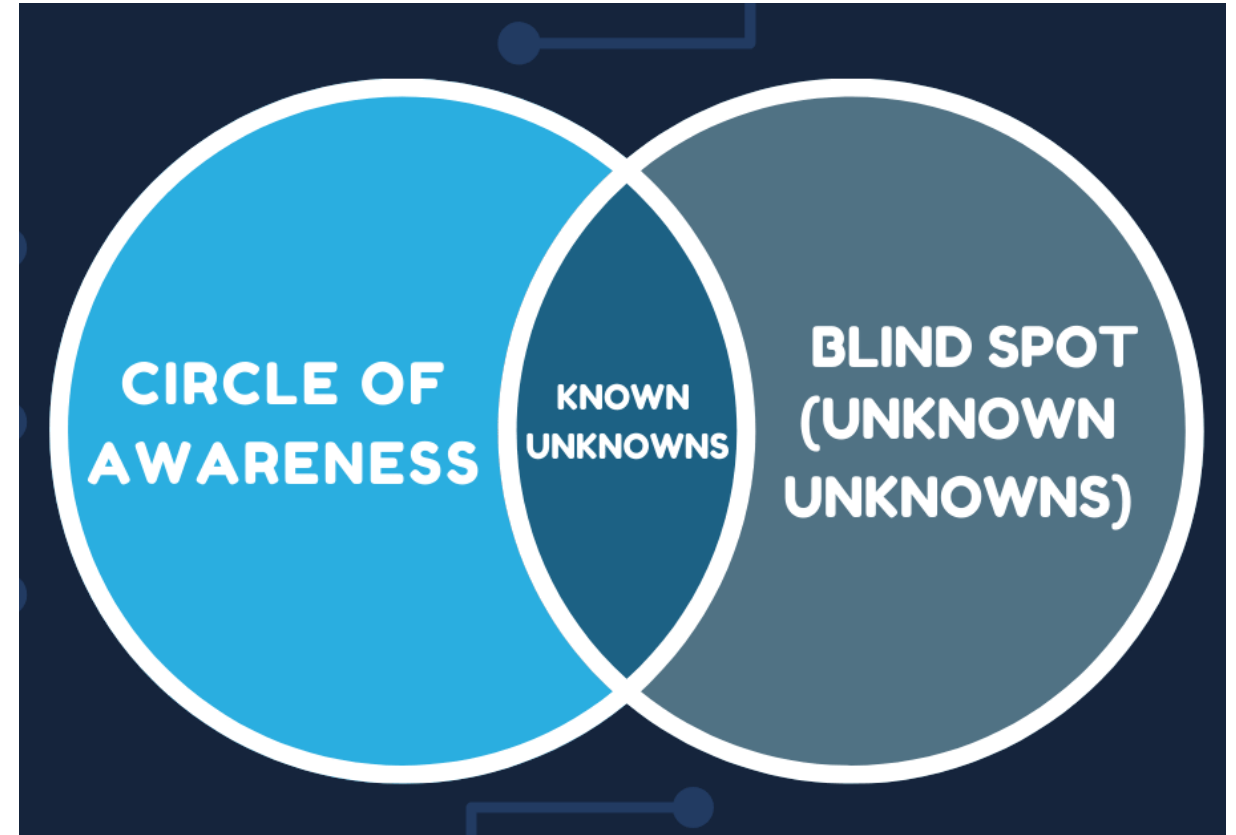 CIRCLE OF
AWARENESS
KNOWN
UNKNOWNS
BLIND SPOT
(UNKNOWN
UNKNOWNS)